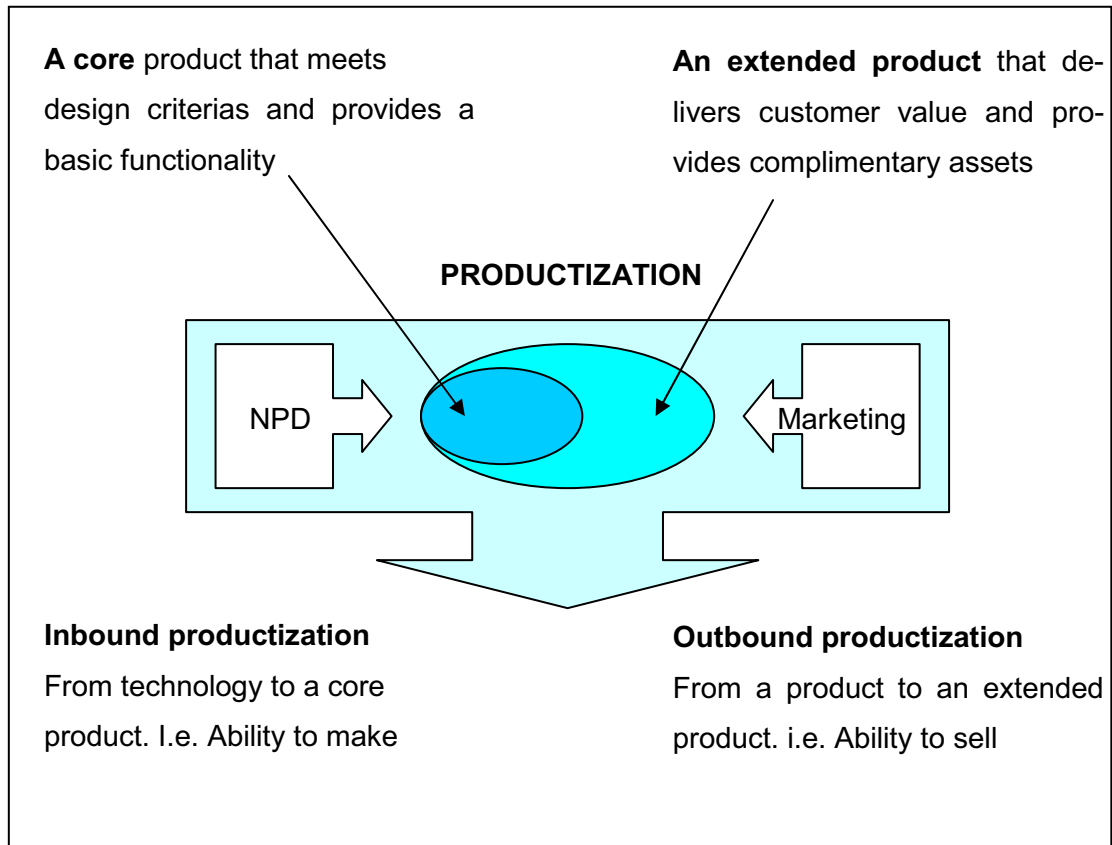 A core product that meets
design criterias and provides a
basic functionality
An extended product that de-
livers customer value and pro-
vides complimentary assets
PRODUCTIZATION
NPD
Marketing
Inbound productization
From technology to a core
product. I.e. Ability to make
Outbound productization
From a product to an extended
product. i.e. Ability to sell